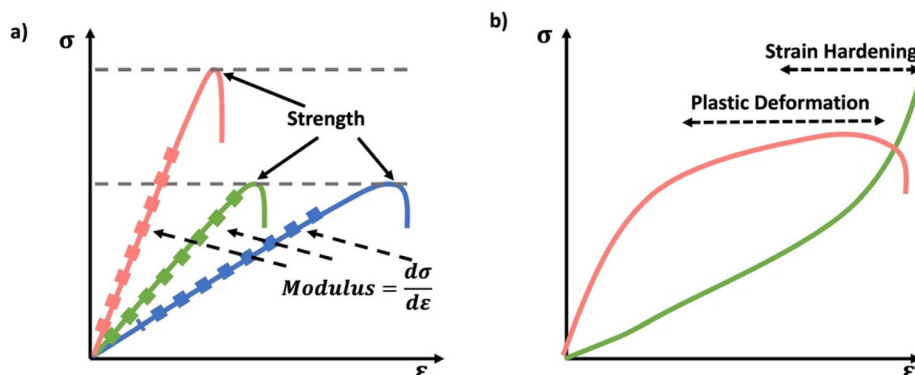 a)
σ
Strength
Modulus = dσ/dε
ε
b)
σ
Strain Hardening
Plastic Deformation
ε